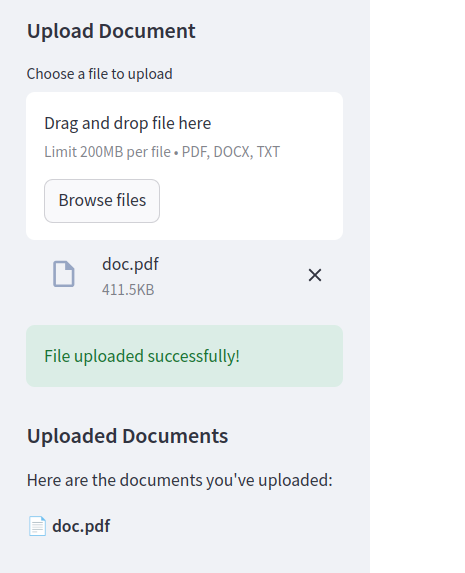 Upload Document
Choose a file to upload
Drag and drop file here
Limit 200MB per file • PDF, DOCX, TXT
Browse files
doc.pdf
411.5KB
File uploaded successfully!
Uploaded Documents
Here are the documents you've uploaded:
doc.pdf